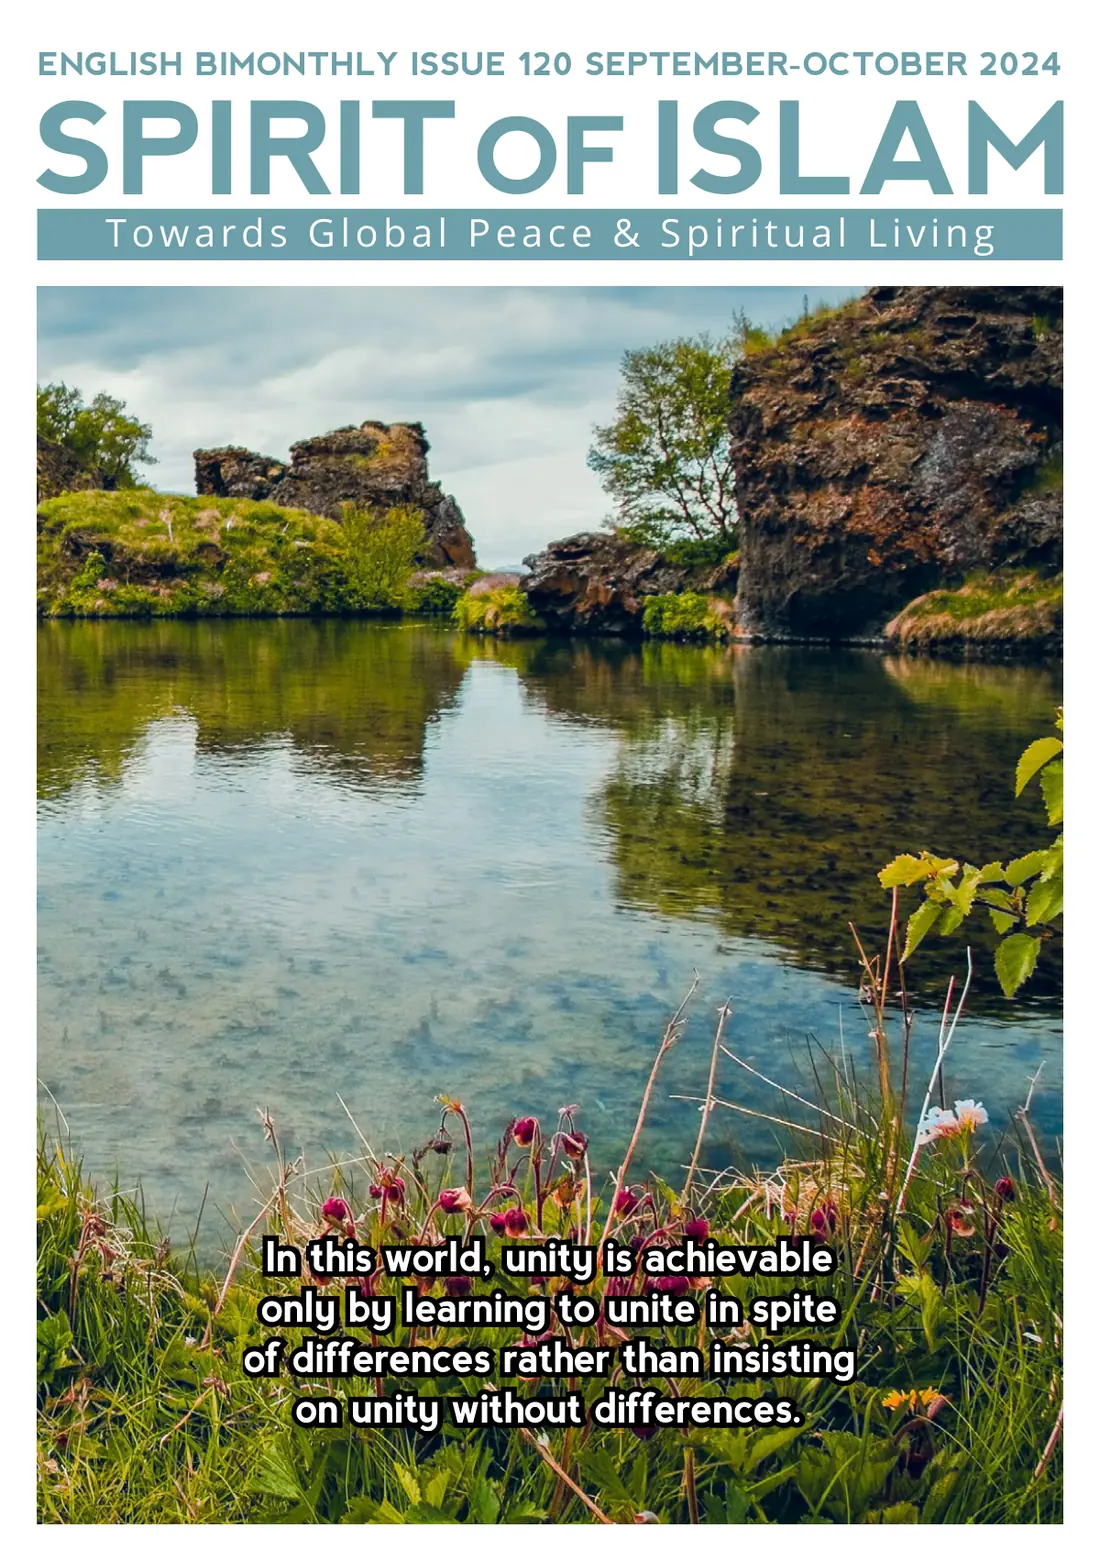 ENGLISH BIMONTHLY ISSUE 120 SEPTEMBER-OCTOBER 2024
SPIRIT OF ISLAM
Towards Global Peace & Spiritual Living
In this world, unity is achievable
only by learning to unite in spite
of differences rather than insisting
on unity without differences.